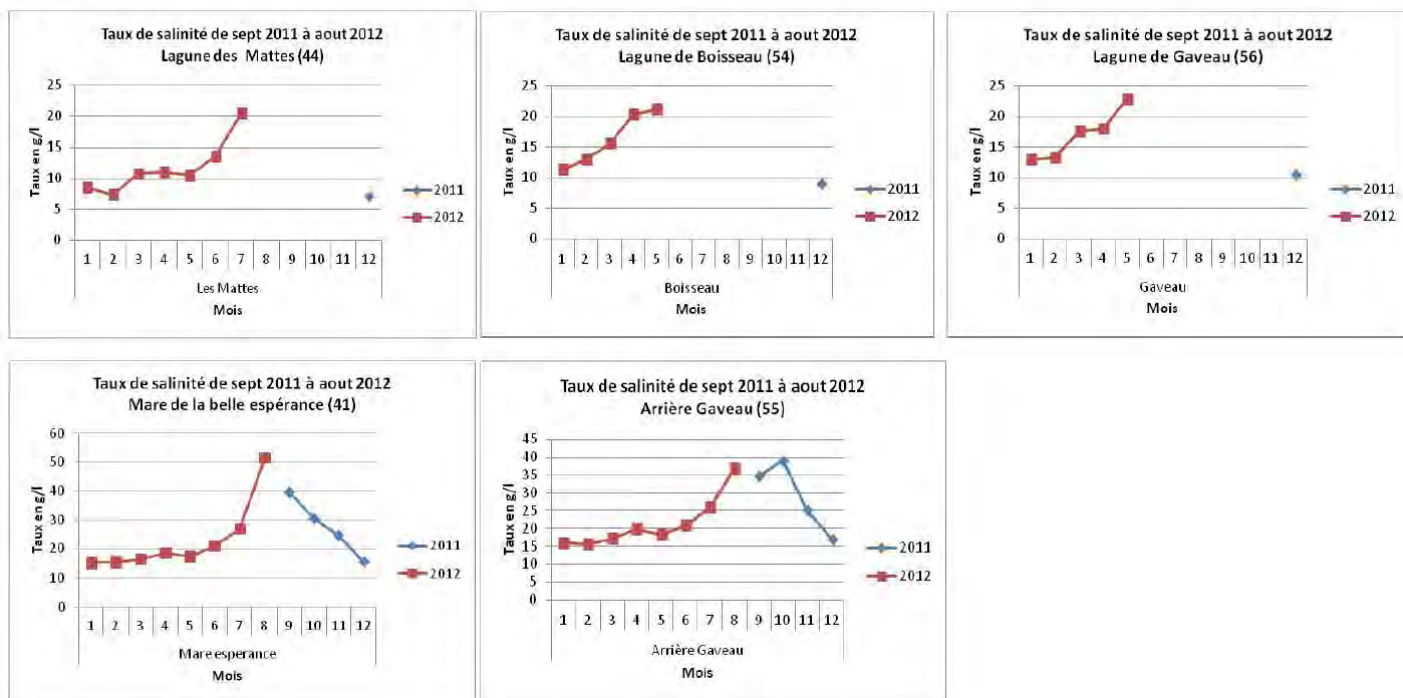 Taux de salinité de sept 2011 à aout 2012
Lagune des Mattes (44)
Taux en g/l
25
20
15
10
5
0
1 2 3 4 5 6 7 8 9 10 11 12
Les Mattes
Mois
2011
2012
Taux de salinité de sept 2011 à aout 2012
Lagune de Boisseau (54)
Taux en g/l
25
20
15
10
5
0
1 2 3 4 5 6 7 8 9 10 11 12
Boisseau
Mois
2011
2012
Taux de salinité de sept 2011 à aout 2012
Lagune de Gaveau (56)
Taux en g/l
25
20
15
10
5
0
1 2 3 4 5 6 7 8 9 10 11 12
Gaveau
Mois
2011
2012
Taux de salinité de sept 2011 à aout 2012
Mare de la belle espérance (41)
Taux en g/l
60
50
40
30
20
10
0
1 2 3 4 5 6 7 8 9 10 11 12
Mare esperance
Mois
2011
2012
Taux de salinité de sept 2011 à aout 2012
Arrière Gaveau (55)
Taux en g/l
45
40
35
30
25
20
15
10
5
0
1 2 3 4 5 6 7 8 9 10 11 12
Arrière Gaveau
Mois
2011
2012